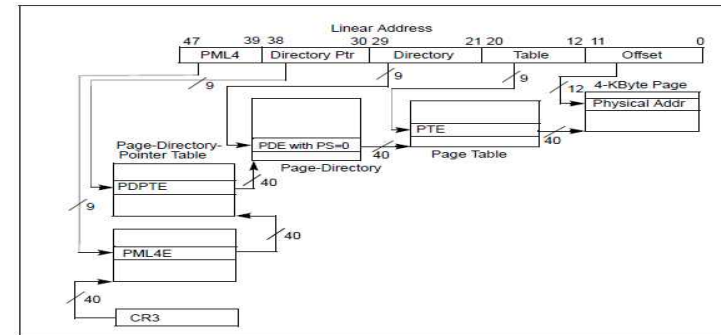 Linear Address
47 39 38 30 29 21 20 12 11 0
PML4 Directory Ptr Directory Table Offset
9 9 9
12 4-KByte Page
Physical Addr
PTE
PDE with PS=0 40 40
Page-Directory-
Pointer Table
Page-Directory
Page Table
PDPTE 40
9
40
PML4E
40
CR3